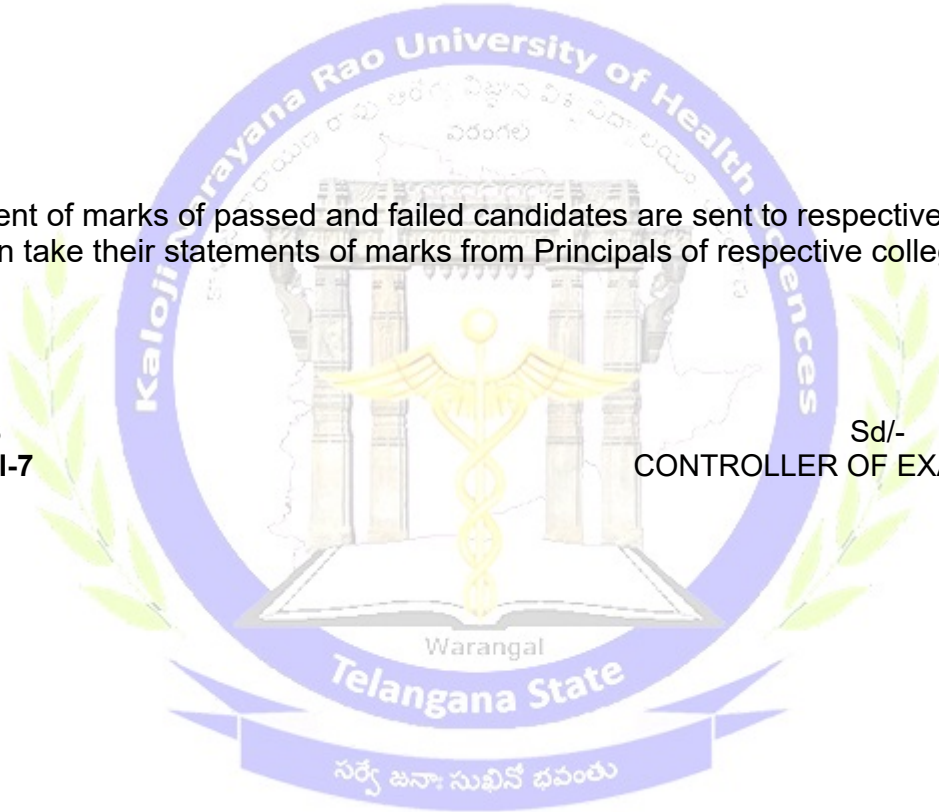 Kaloji Narayana Rao University of Health Sciences
వరంగల్
ent of marks of passed and failed candidates are sent to respective
n take their statements of marks from Principals of respective colleg
Sd/-
I-7
CONTROLLER OF EXA
Warangal
Telangana State
సర్వే జనాః సుఖినో భవంతు